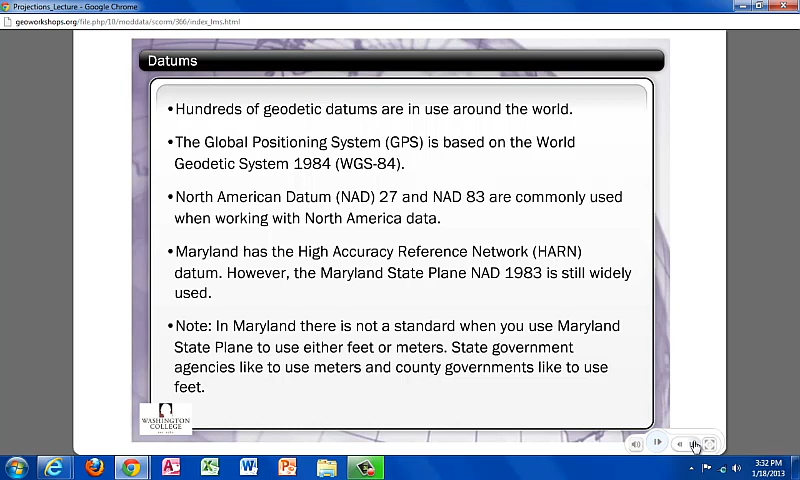 Projections_Lecture - Google Chrome
geoworkshops.org/file.php/10/moddata/scorm/366/index_lms.html
Datums
•Hundreds of geodetic datums are in use around the world.
•The Global Positioning System (GPS) is based on the World
Geodetic System 1984 (WGS-84).
•North American Datum (NAD) 27 and NAD 83 are commonly used
when working with North America data.
•Maryland has the High Accuracy Reference Network (HARN)
datum. However, the Maryland State Plane NAD 1983 is still widely
used.
•Note: In Maryland there is not a standard when you use Maryland
State Plane to use either feet or meters. State government
agencies like to use meters and county governments like to use
feet.
WASHINGTON
COLLEGE
3:32 PM
1/18/2013